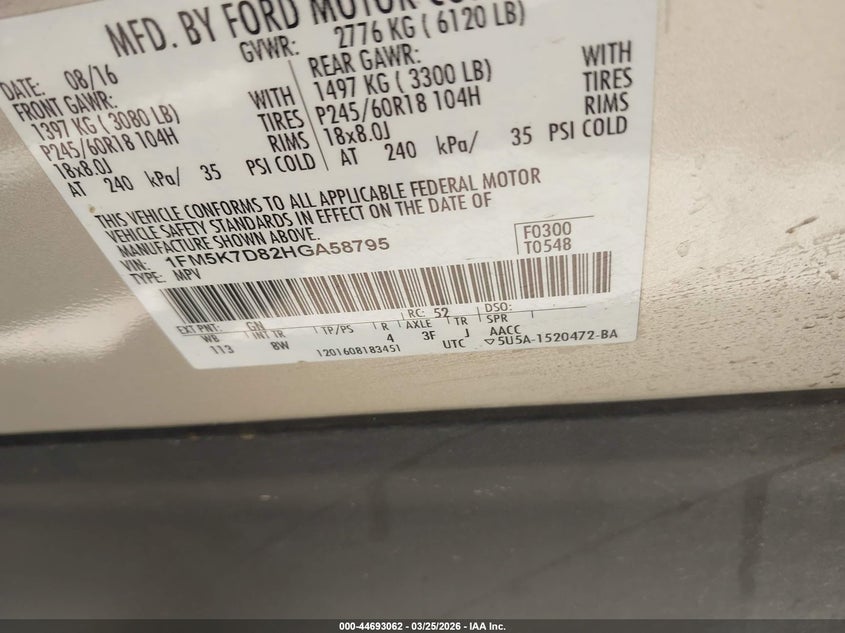 MFD. BY FORD MOTOR CO
GVWR: 2776 KG ( 6120 LB)
DATE: 08/16
FRONT GAWR:
1397 KG ( 3080 LB) WITH
P245/60R18 104H TIRES
18x8.0J RIMS
AT 240 kPa/ 35 PSI COLD
REAR GAWR: WITH
1497 KG ( 3300 LB) TIRES
P245/60R18 104H RIMS
18x8.0J
AT 240 kPa/ 35 PSI COLD
THIS VEHICLE CONFORMS TO ALL APPLICABLE FEDERAL MOTOR
VEHICLE SAFETY STANDARDS IN EFFECT ON THE DATE OF
MANUFACTURE SHOWN ABOVE.
VIN: 1FM5K7D82HGA58795
TYPE: MPV
F0300
T0548
EXT PNT: GN RC: 52 DSO:
WB INT TR TP/PS R AXLE TR SPR
113 8W 4 3F J AACC
1201608183451 UTC ▽5U5A-1520472-BA
000-44693062 - 03/25/2026 - IAA Inc.